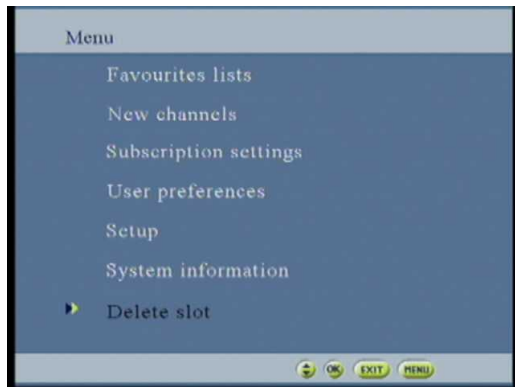 Menu
Favourites lists
New channels
Subscription settings
User preferences
Setup
System information
Delete slot
OK EXIT MENU